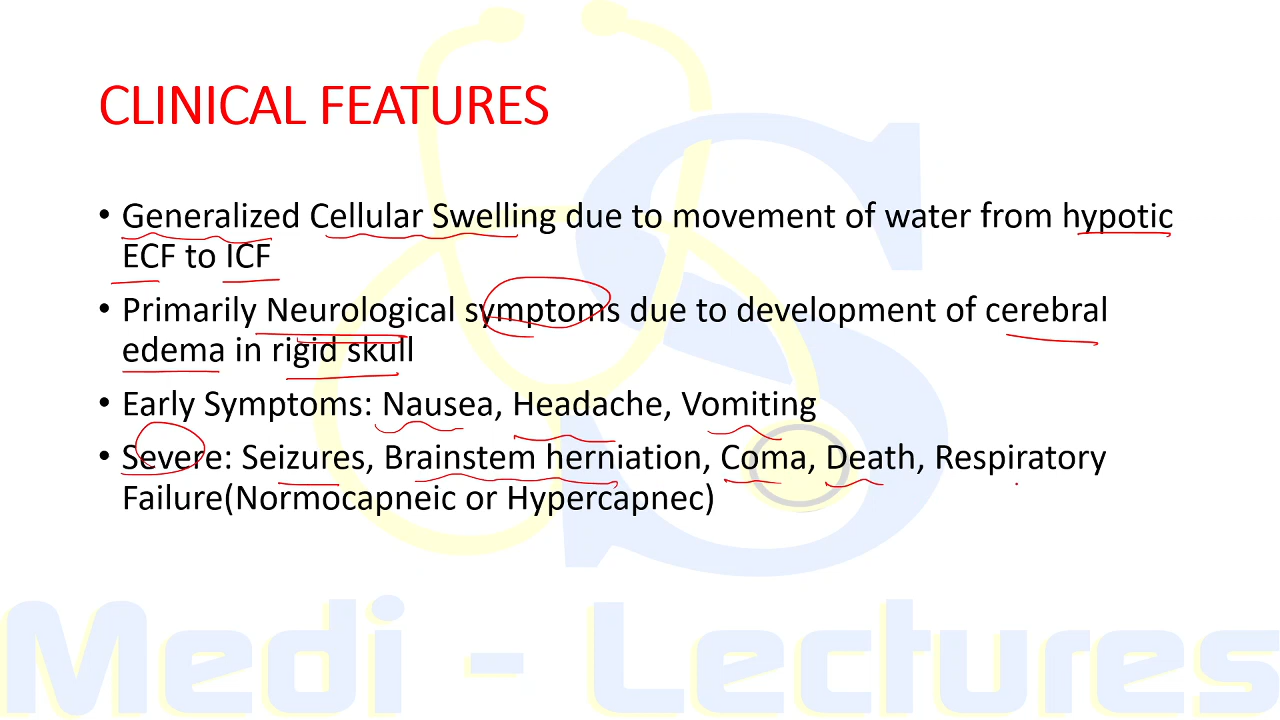 CLINICAL FEATURES
• Generalized Cellular Swelling due to movement of water from hypotic
ECF to ICF
• Primarily Neurological symptoms due to development of cerebral
edema in rigid skull
• Early Symptoms: Nausea, Headache, Vomiting
• Severe: Seizures, Brainstem herniation, Coma, Death, Respiratory
Failure(Normocapneic or Hypercapnec)
S
Medi - Lectures